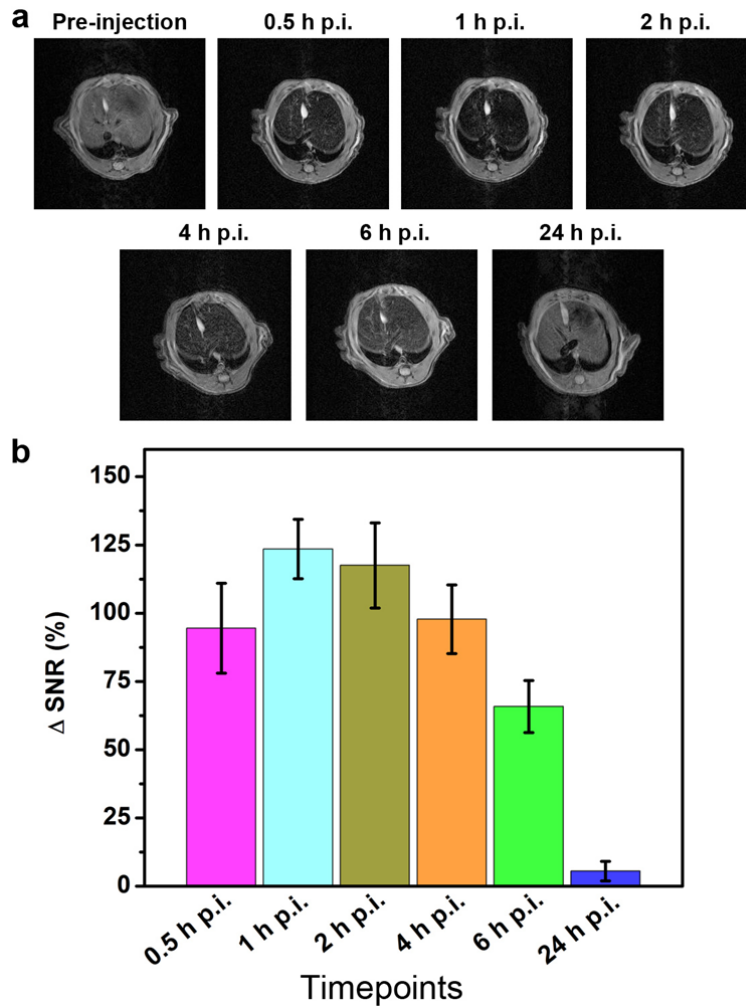 a
Pre-injection 0.5 h p.i. 1 h p.i. 2 h p.i.
4 h p.i. 6 h p.i. 24 h p.i.
b
150
125
100
75
50
25
0
Δ SNR (%)
0.5 h p.i. 1 h p.i. 2 h p.i. 4 h p.i. 6 h p.i. 24 h p.i.
Timepoints